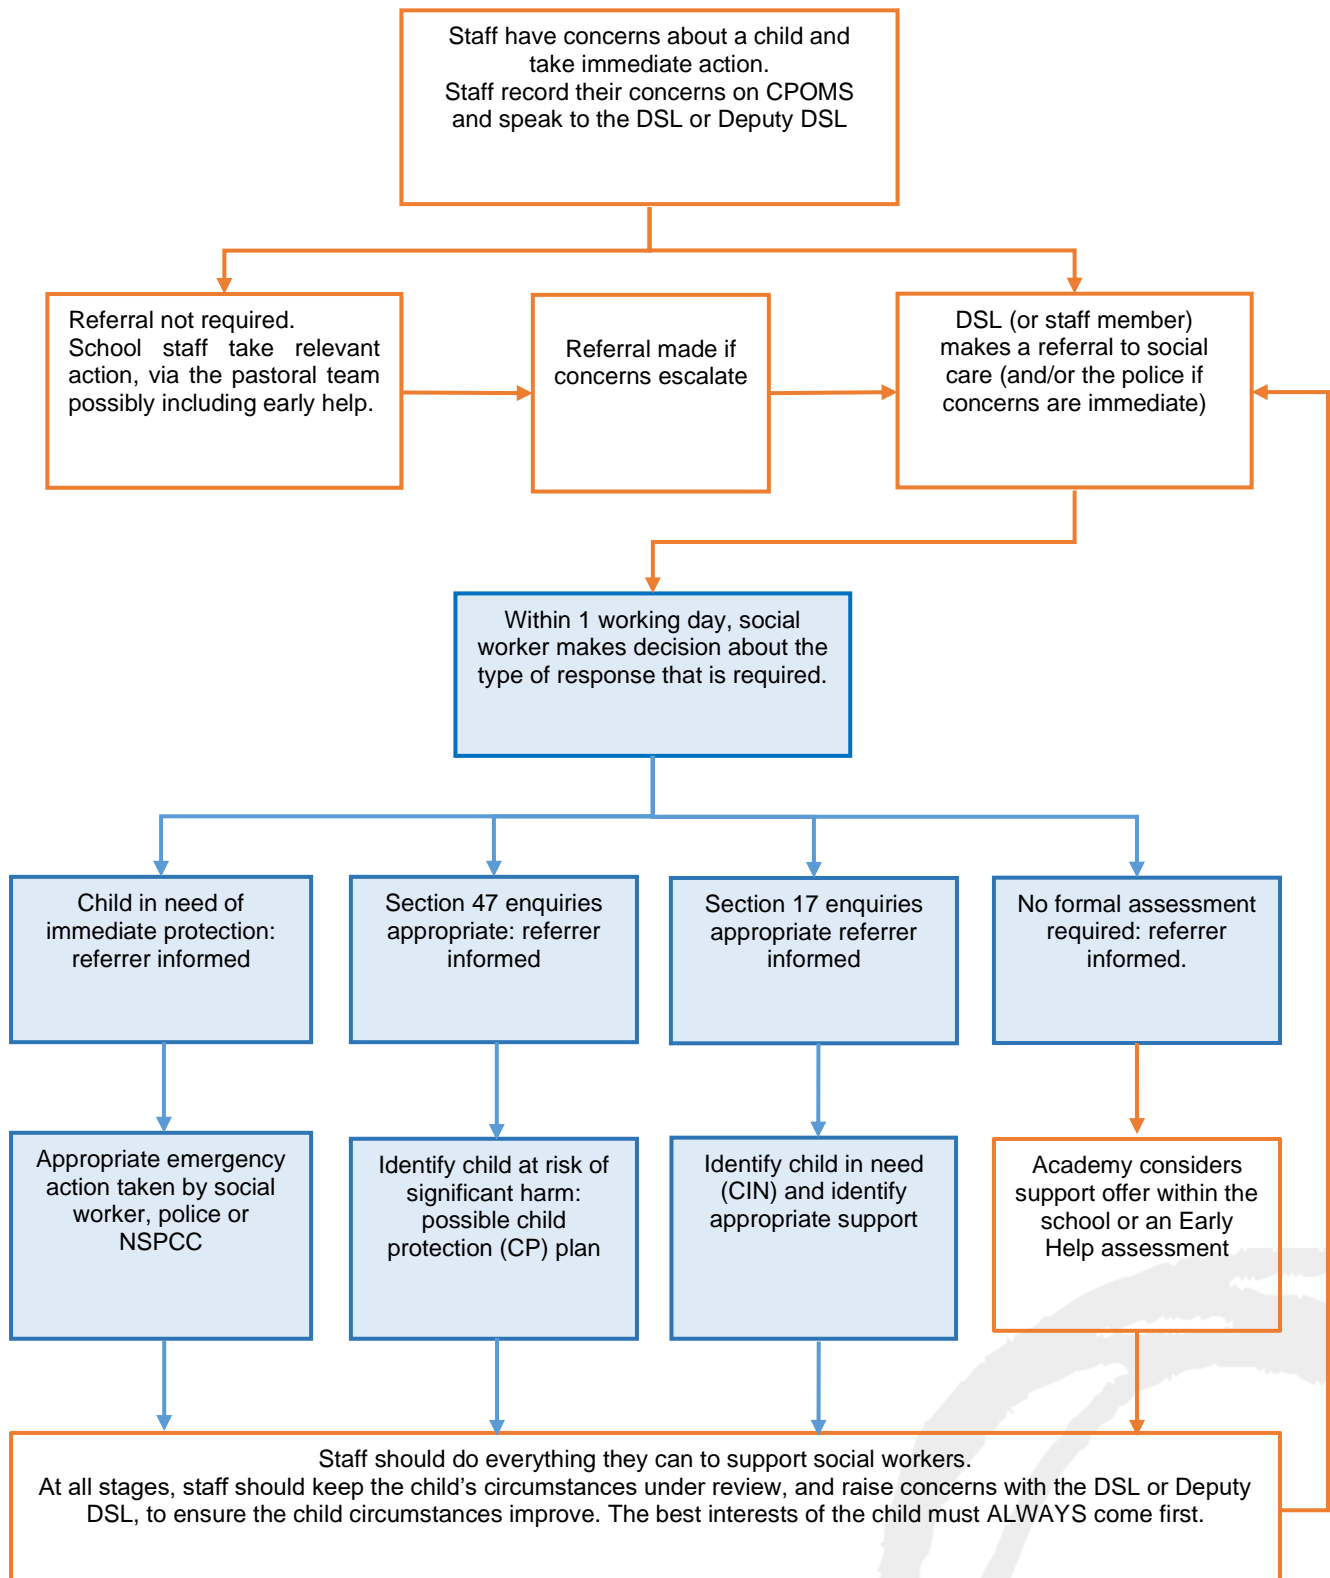 Staff have concerns about a child and
take immediate action.
Staff record their concerns on CPOMS
and speak to the DSL or Deputy DSL
Referral not required.
School staff take relevant
action, via the pastoral team
possibly including early help.
Referral made if
concerns escalate
DSL (or staff member)
makes a referral to social
care (and/or the police if
concerns are immediate)
Within 1 working day, social
worker makes decision about the
type of response that is required.
Child in need of
immediate protection:
referrer informed
Section 47 enquiries
appropriate: referrer
informed
Section 17 enquiries
appropriate referrer
informed
No formal assessment
required: referrer
informed.
Appropriate emergency
action taken by social
worker, police or
NSPCC
Identify child at risk of
significant harm:
possible child
protection (CP) plan
Identify child in need
(CIN) and identify
appropriate support
Academy considers
support offer within the
school or an Early
Help assessment
Staff should do everything they can to support social workers.
At all stages, staff should keep the child’s circumstances under review, and raise concerns with the DSL or Deputy
DSL, to ensure the child circumstances improve. The best interests of the child must ALWAYS come first.